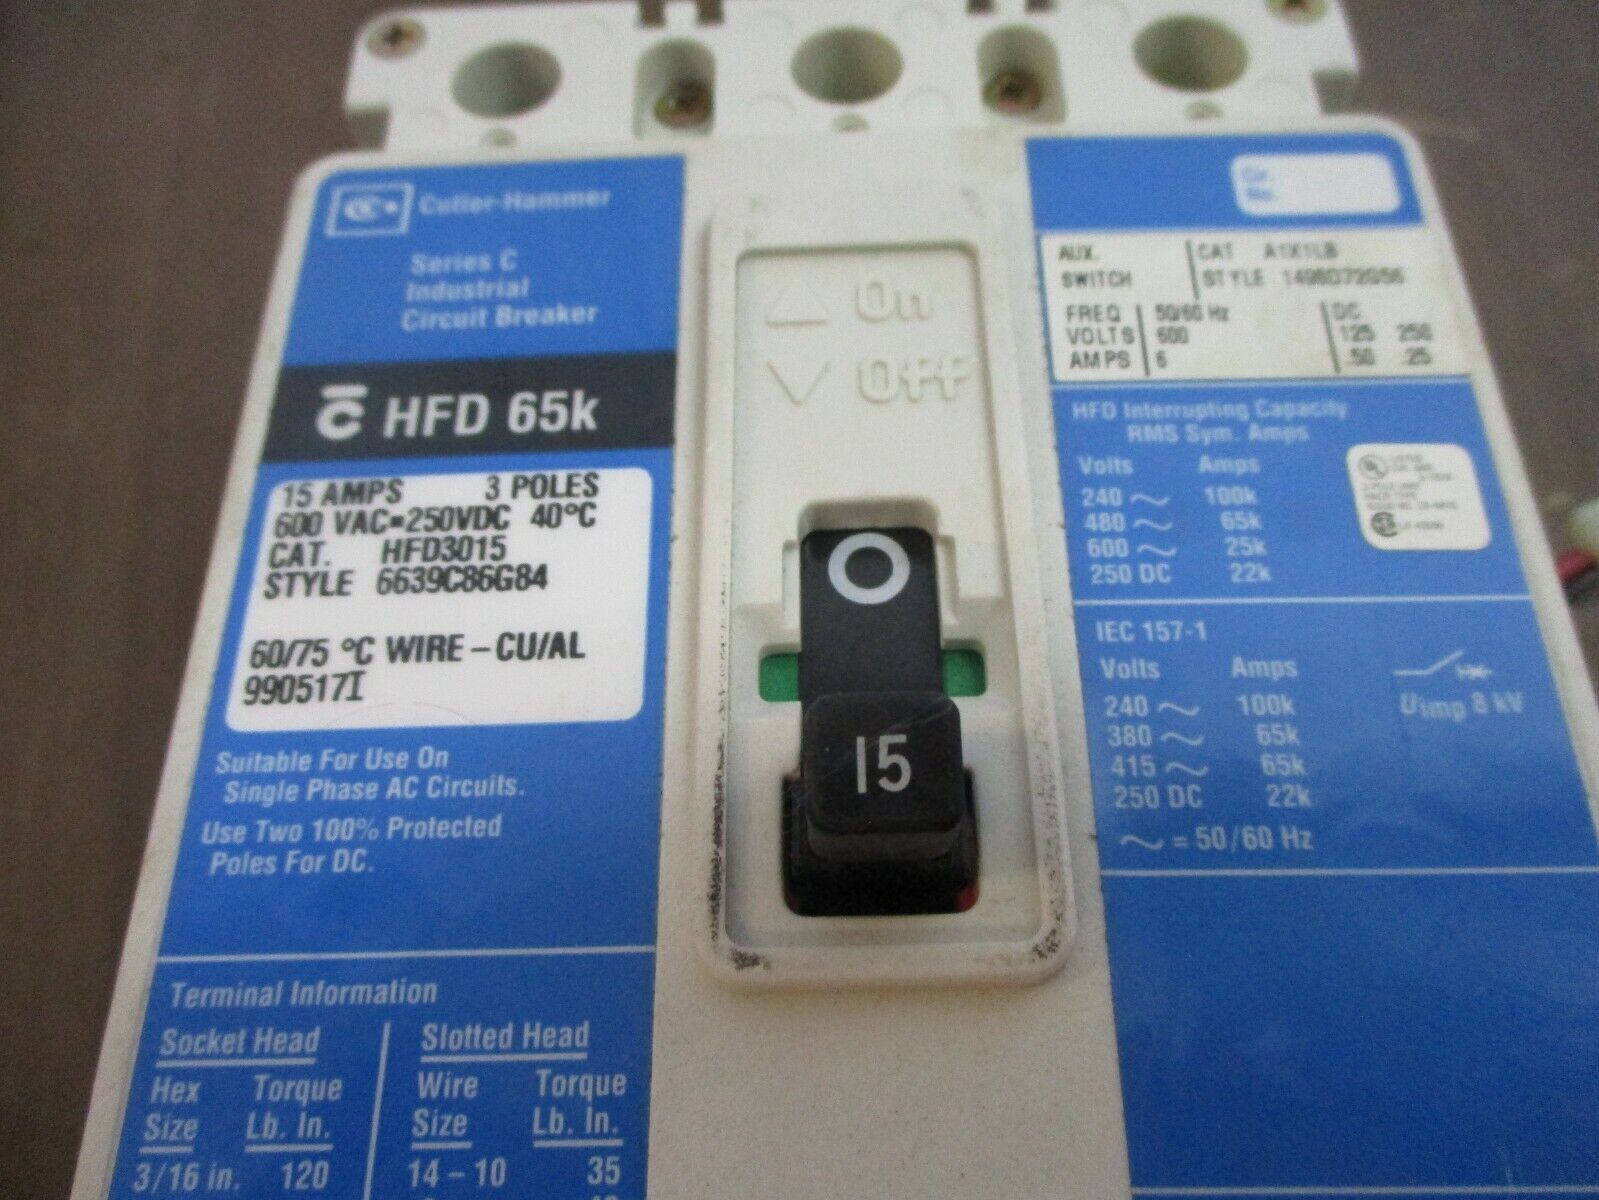 Cutler-Hammer
Series C
Industrial
Circuit Breaker
C HFD 65k
15 AMPS 3 POLES
600 VAC=250VDC 40°C
CAT. HFD3015
STYLE 6639C86G84
60/75 °C WIRE-CU/AL
990517I
Suitable For Use On
Single Phase AC Circuits.
Use Two 100% Protected
Poles For DC.
Terminal Information
Socket Head
Hex Torque
Size Lb. In.
3/16 in. 120
Slotted Head
Wire Torque
Size Lb. In.
14 - 10 35
On
OFF
O
15
Cir.
No.
AUX. CAT A1X1LB
SWITCH STYLE 1498D72G56
FREQ 50/60 Hz DC
VOLTS 600 125 250
AMPS 6 .50 .25
HFD Interrupting Capacity
RMS Sym. Amps
Volts Amps
240 ~ 100k
480 ~ 65k
600 ~ 25k
250 DC 22k
UL LISTED
IEC 157-1
Volts Amps
240 ~ 100k
380 ~ 65k
415 ~ 65k
250 DC 22k
~ = 50/60 Hz
Uimp 8 kV